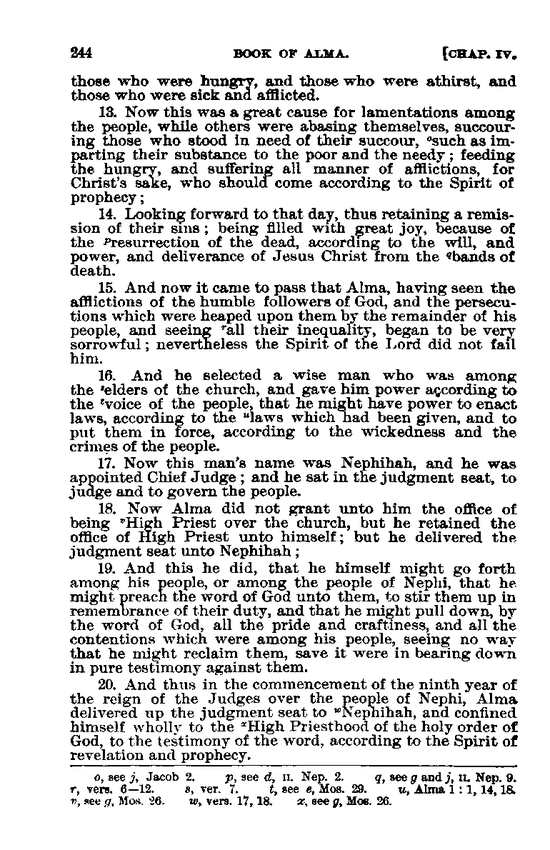 244 BOOK OF ALMA. [CHAP. IV.
those who were hungry, and those who were athirst, and
those who were sick and afflicted.
13. Now this was a great cause for lamentations among
the people, while others were abasing themselves, succour-
ing those who stood in need of their succour, ᵒsuch as im-
parting their substance to the poor and the needy; feeding
the hungry, and suffering all manner of afflictions, for
Christ's sake, who should come according to the Spirit of
prophecy;
14. Looking forward to that day, thus retaining a remis-
sion of their sins; being filled with great joy, because of
the ᵖresurrection of the dead, according to the will, and
power, and deliverance of Jesus Christ from the ᑫbands of
death.
15. And now it came to pass that Alma, having seen the
afflictions of the humble followers of God, and the persecu-
tions which were heaped upon them by the remainder of his
people, and seeing ʳall their inequality, began to be very
sorrowful; nevertheless the Spirit of the Lord did not fail
him.
16. And he selected a wise man who was among
the ˢelders of the church, and gave him power according to
the ᵗvoice of the people, that he might have power to enact
laws, according to the ᵘlaws which had been given, and to
put them in force, according to the wickedness and the
crimes of the people.
17. Now this man's name was Nephihah, and he was
appointed Chief Judge; and he sat in the judgment seat, to
judge and to govern the people.
18. Now Alma did not grant unto him the office of
being ᵛHigh Priest over the church, but he retained the
office of High Priest unto himself; but he delivered the
judgment seat unto Nephihah;
19. And this he did, that he himself might go forth
among his people, or among the people of Nephi, that he
might preach the word of God unto them, to stir them up in
remembrance of their duty, and that he might pull down, by
the word of God, all the pride and craftiness, and all the
contentions which were among his people, seeing no way
that he might reclaim them, save it were in bearing down
in pure testimony against them.
20. And thus in the commencement of the ninth year of
the reign of the Judges over the people of Nephi, Alma
delivered up the judgment seat to ʷNephihah, and confined
himself wholly to the ˣHigh Priesthood of the holy order of
God, to the testimony of the word, according to the Spirit of
revelation and prophecy.
o, see j, Jacob 2. p, see d, II. Nep. 2. q, see g and j, II. Nep. 9.
r, vers. 6—12. s, ver. 7. t, see e, Mos. 29. u, Alma 1:1, 14, 18.
v, see g, Mos. 26. w, vers. 17, 18. x, see g, Mos. 26.